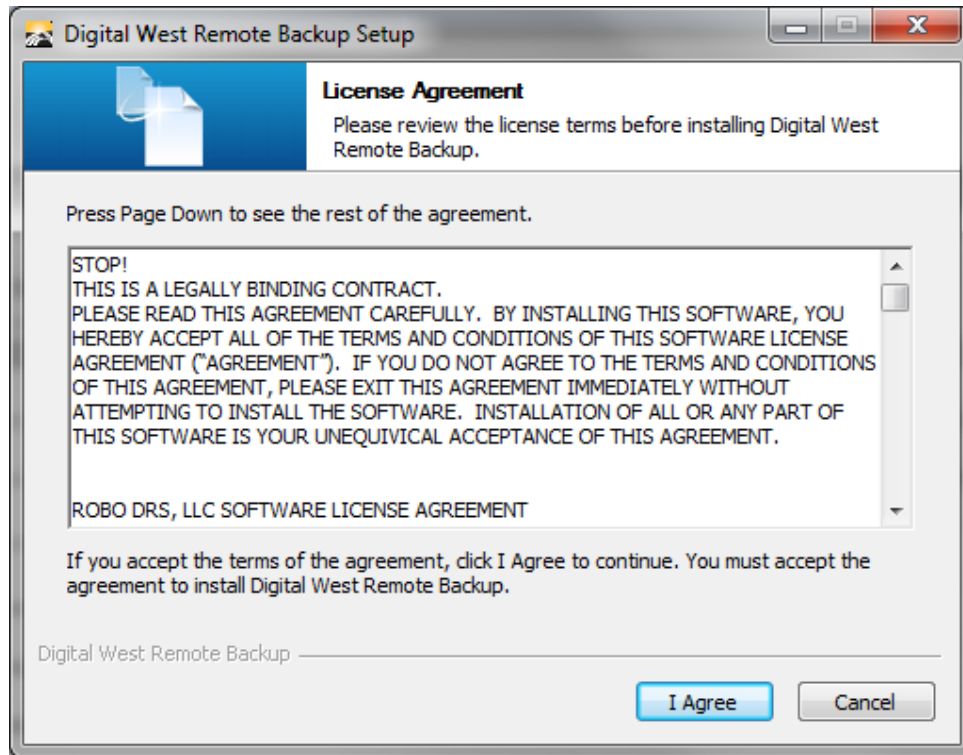 Digital West Remote Backup Setup
License Agreement
Please review the license terms before installing Digital West
Remote Backup.
Press Page Down to see the rest of the agreement.
STOP!
THIS IS A LEGALLY BINDING CONTRACT.
PLEASE READ THIS AGREEMENT CAREFULLY.  BY INSTALLING THIS SOFTWARE, YOU
HEREBY ACCEPT ALL OF THE TERMS AND CONDITIONS OF THIS SOFTWARE LICENSE
AGREEMENT (“AGREEMENT”).  IF YOU DO NOT AGREE TO THE TERMS AND CONDITIONS
OF THIS AGREEMENT, PLEASE EXIT THIS AGREEMENT IMMEDIATELY WITHOUT
ATTEMPTING TO INSTALL THE SOFTWARE.  INSTALLATION OF ALL OR ANY PART OF
THIS SOFTWARE IS YOUR UNEQUIVICAL ACCEPTANCE OF THIS AGREEMENT.
ROBO DRS, LLC SOFTWARE LICENSE AGREEMENT
If you accept the terms of the agreement, click I Agree to continue. You must accept the
agreement to install Digital West Remote Backup.
Digital West Remote Backup
I Agree
Cancel